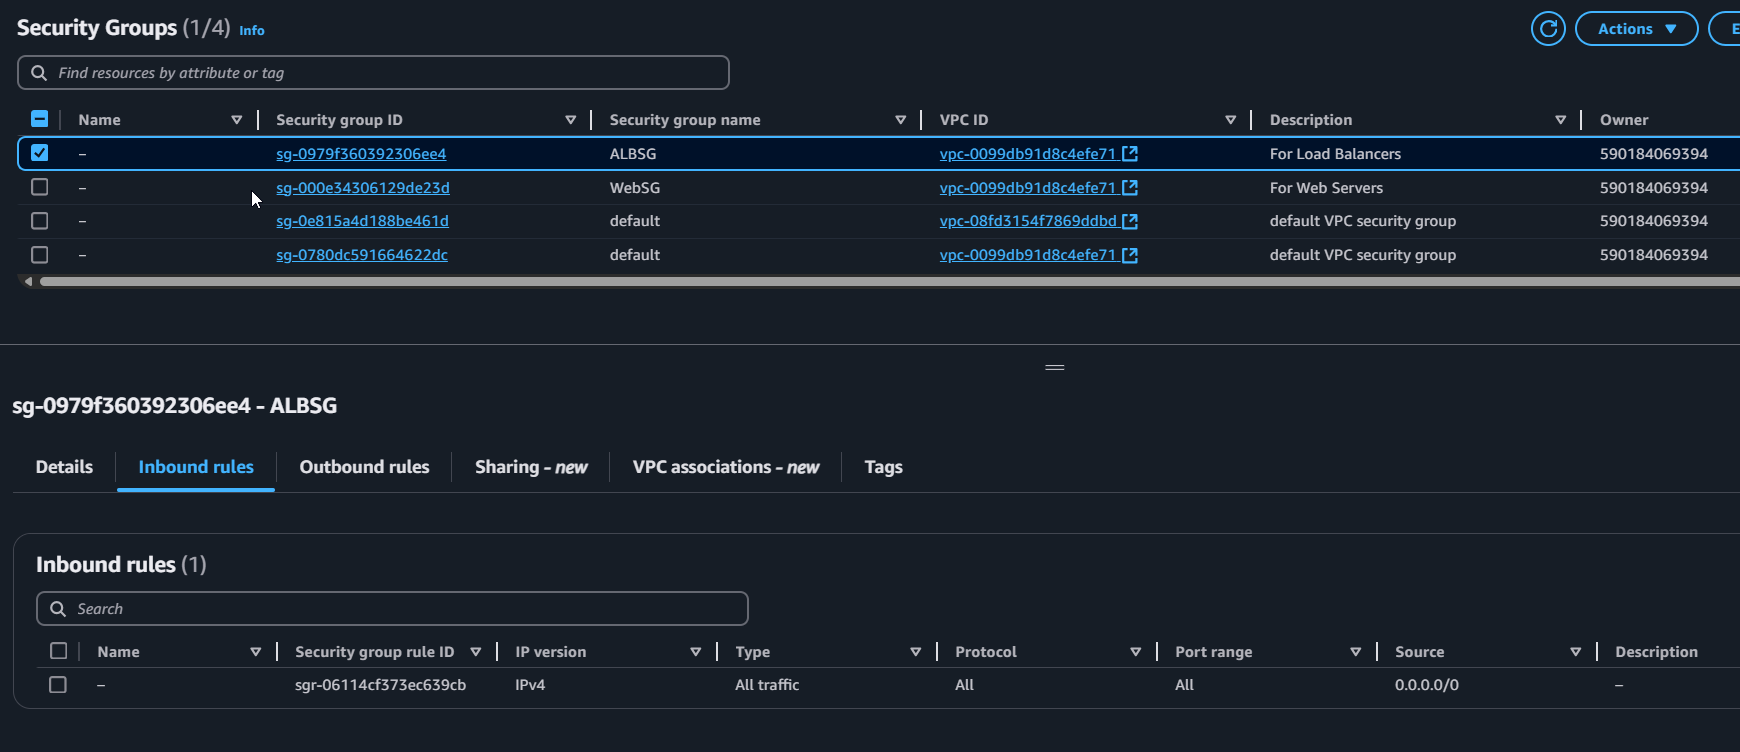 Security Groups (1/4) Info
Actions
Find resources by attribute or tag
Name Security group ID Security group name VPC ID Description Owner
– sg-0979f360392306ee4 ALBSG vpc-0099db91d8c4efe71 For Load Balancers 590184069394
– sg-000e34306129de23d WebSG vpc-0099db91d8c4efe71 For Web Servers 590184069394
– sg-0e815a4d188be461d default vpc-08fd3154f7869ddbd default VPC security group 590184069394
– sg-0780dc591664622dc default vpc-0099db91d8c4efe71 default VPC security group 590184069394
sg-0979f360392306ee4 - ALBSG
Details Inbound rules Outbound rules Sharing - new VPC associations - new Tags
Inbound rules (1)
Search
Name Security group rule ID IP version Type Protocol Port range Source Description
– sgr-06114cf373ec639cb IPv4 All traffic All All 0.0.0.0/0 –